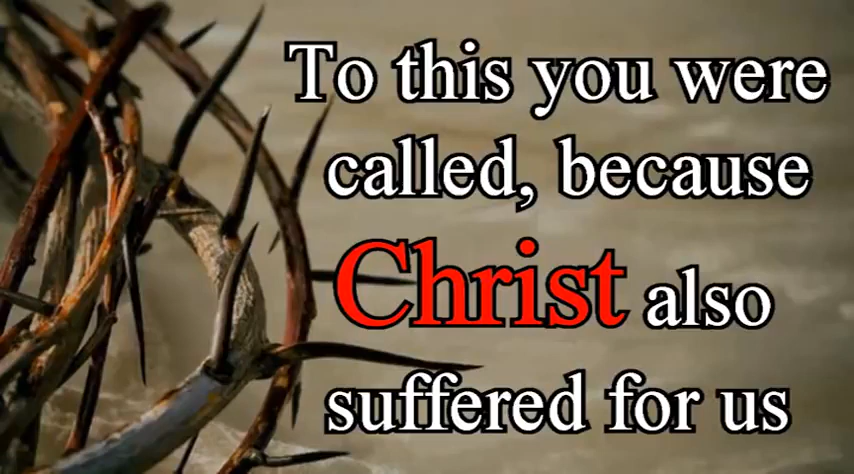 To this you were
called, because
Christ also
suffered for us